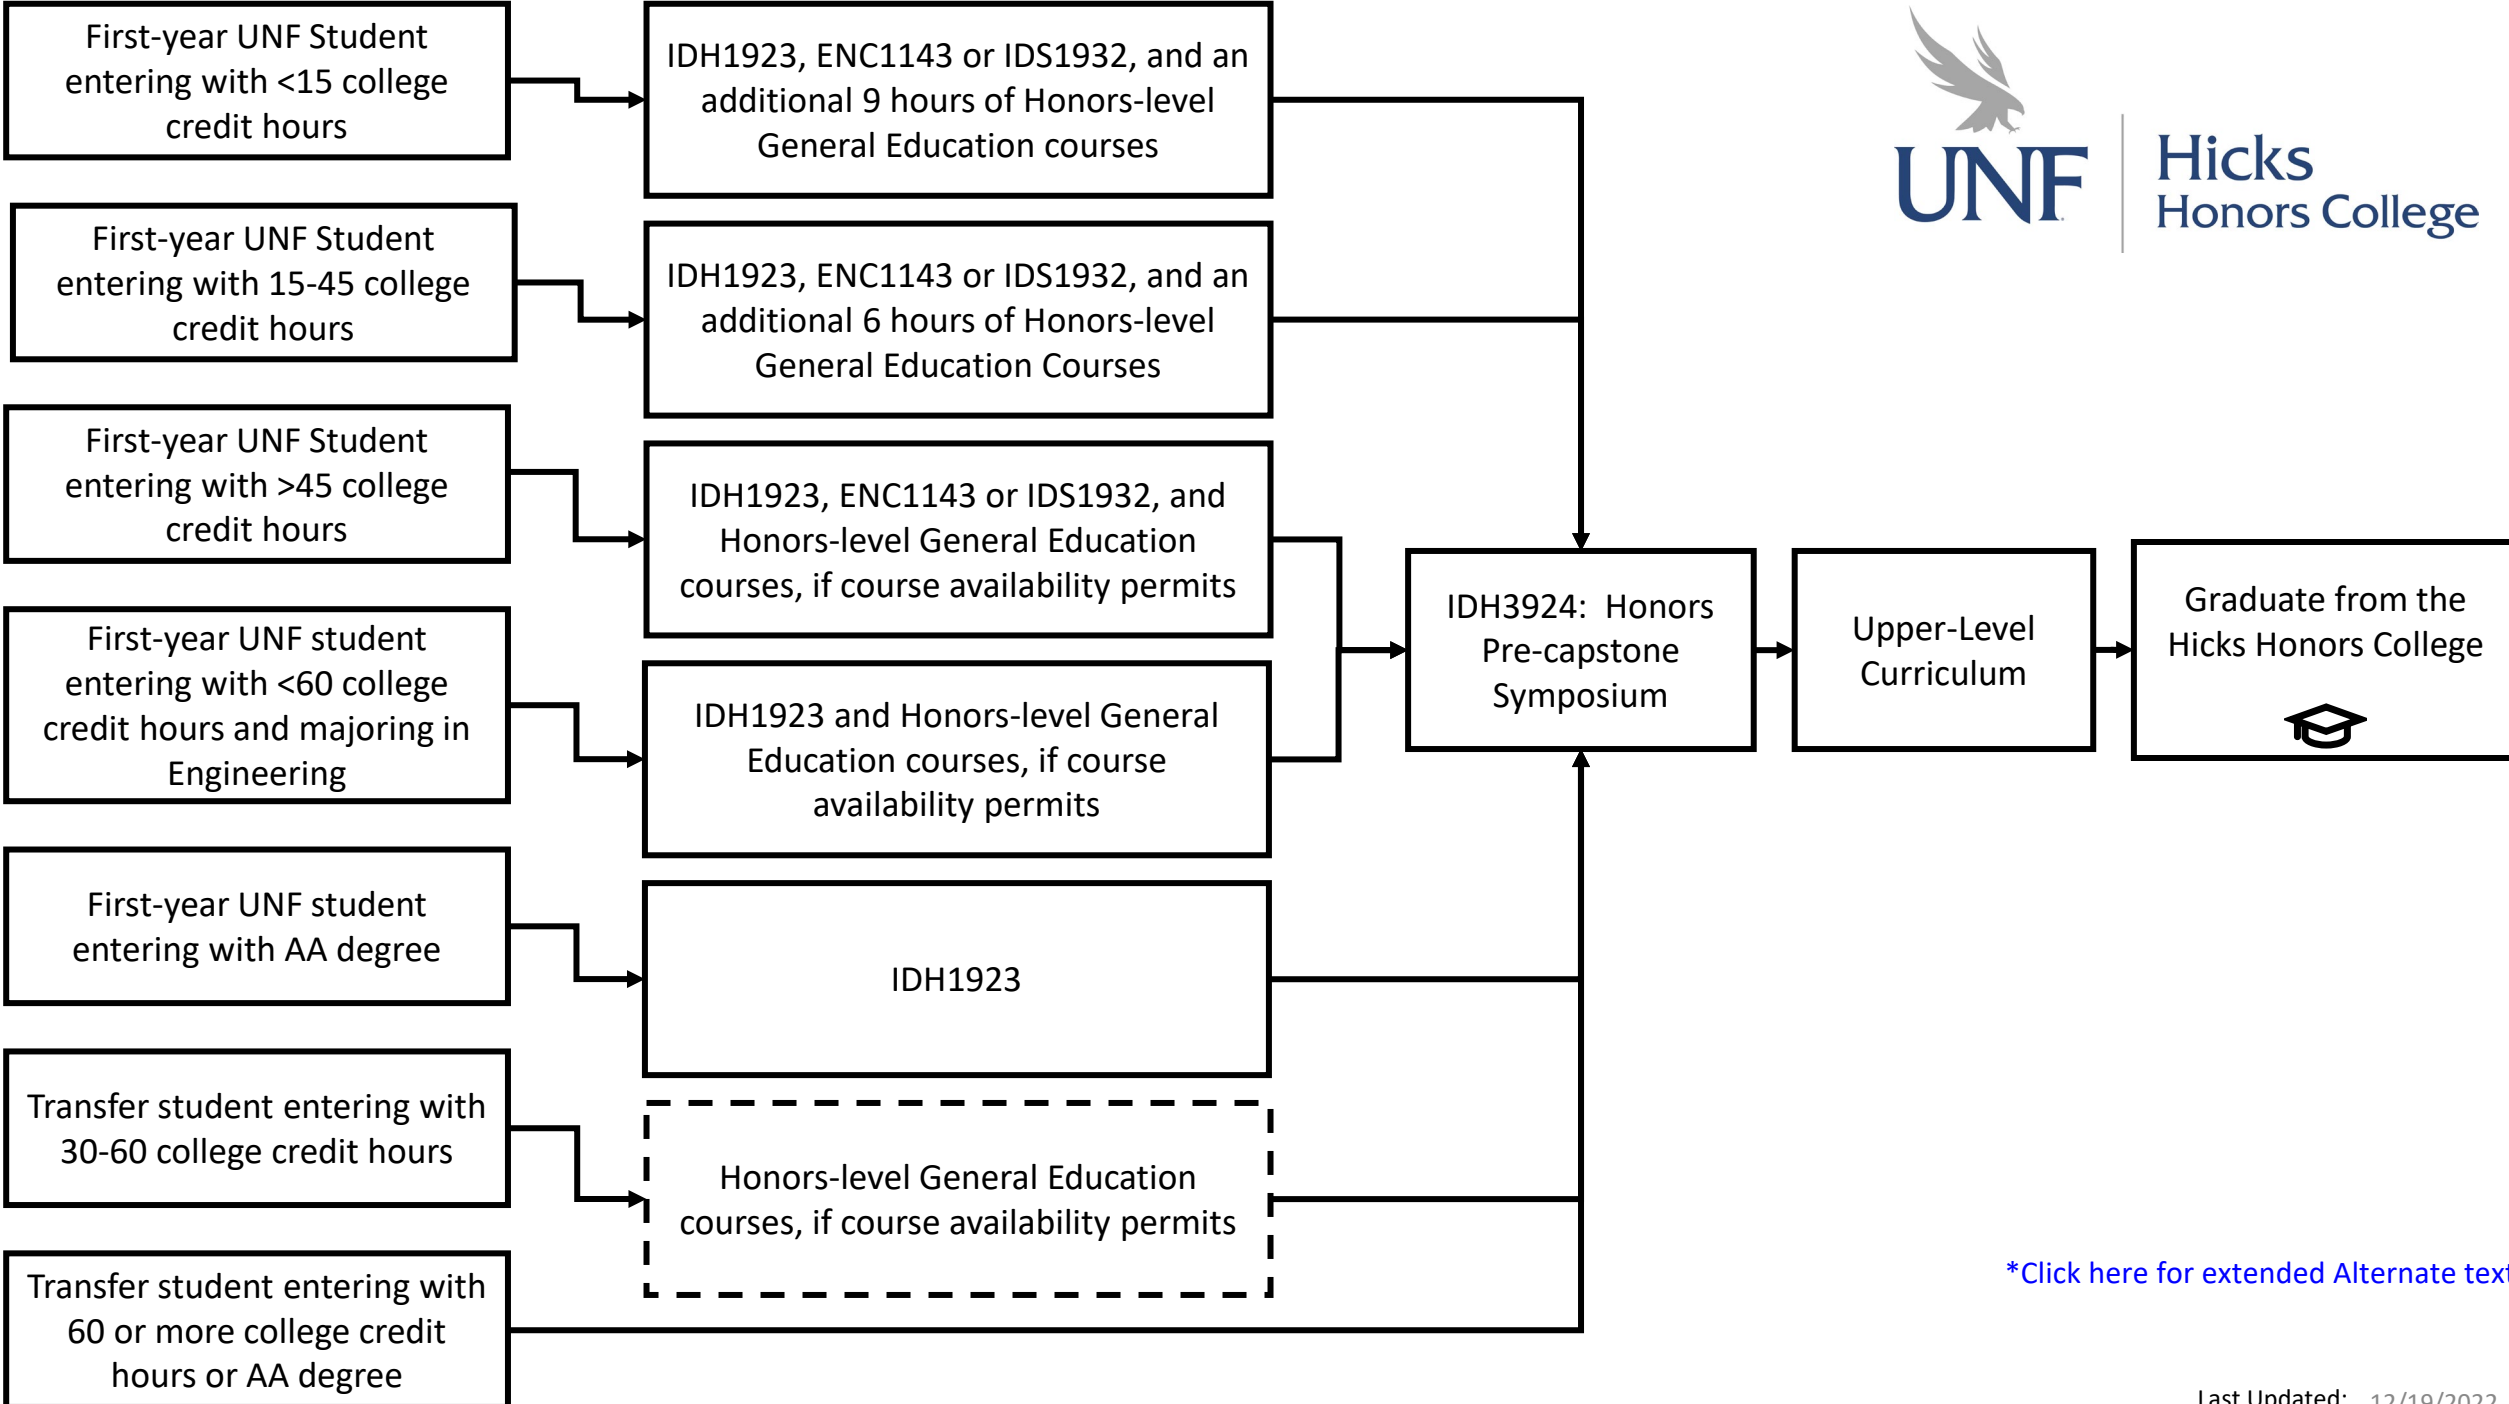 First-year UNF Student
entering with <15 college
credit hours
IDH1923, ENC1143 or IDS1932, and an
additional 9 hours of Honors-level
General Education courses
UNF
Hicks
Honors College
First-year UNF Student
entering with 15-45 college
credit hours
IDH1923, ENC1143 or IDS1932, and an
additional 6 hours of Honors-level
General Education Courses
First-year UNF Student
entering with >45 college
credit hours
IDH1923, ENC1143 or IDS1932, and
Honors-level General Education
courses, if course availability permits
First-year UNF student
entering with <60 college
credit hours and majoring in
Engineering
IDH1923 and Honors-level General
Education courses, if course
availability permits
IDH3924:  Honors
Pre-capstone
Symposium
Upper-Level
Curriculum
Graduate from the
Hicks Honors College
First-year UNF student
entering with AA degree
IDH1923
Transfer student entering with
30-60 college credit hours
Honors-level General Education
courses, if course availability permits
Transfer student entering with
60 or more college credit
hours or AA degree
*Click here for extended Alternate text
Last Updated: 12/19/2022